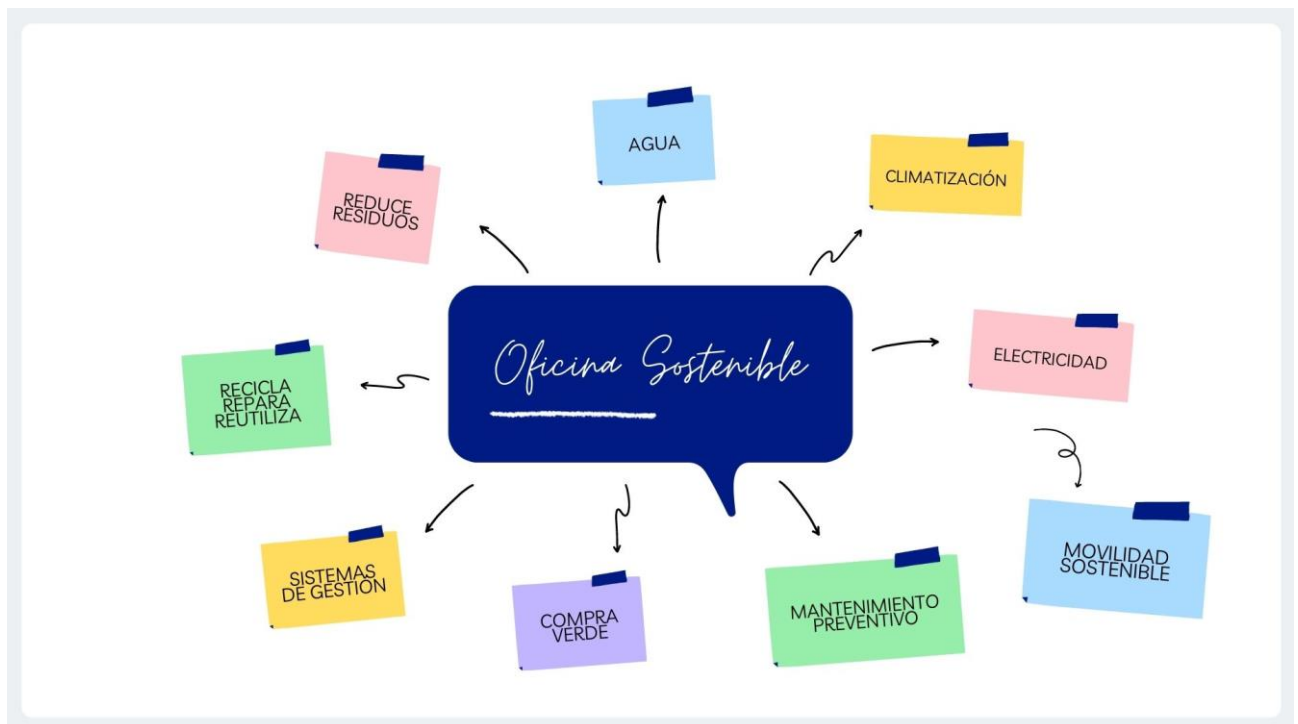 AGUA
CLIMATIZACIÓN
REDUCE
RESIDUOS
Oficina Sostenible
ELECTRICIDAD
RECICLA
REPARA
REUTILIZA
MOVILIDAD
SOSTENIBLE
SISTEMAS
DE GESTIÓN
COMPRA
VERDE
MANTENIMIENTO
PREVENTIVO